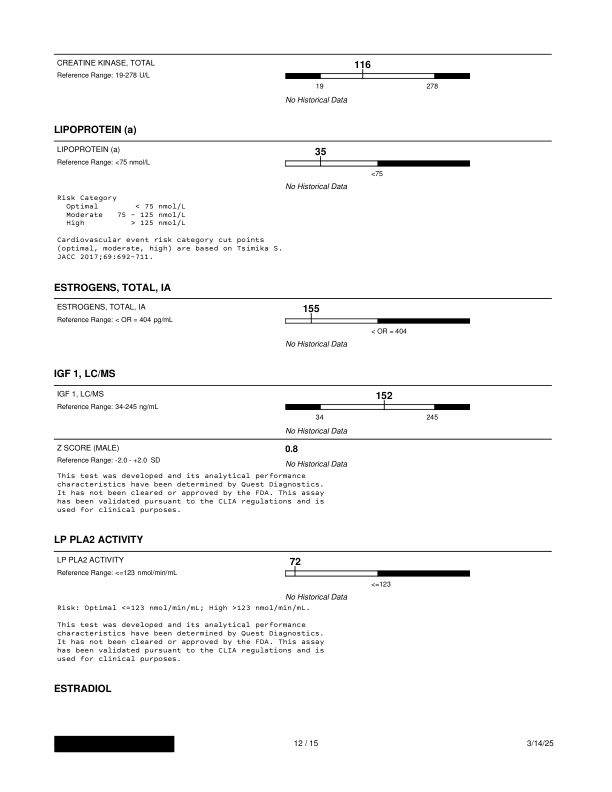 CREATINE KINASE, TOTAL
116
Reference Range: 19-278 U/L
19 278
No Historical Data
LIPOPROTEIN (a)
LIPOPROTEIN (a)
35
Reference Range: <75 nmol/L
<75
No Historical Data
Risk Category
Optimal < 75 nmol/L
Moderate 75 - 125 nmol/L
High > 125 nmol/L
Cardiovascular event risk category cut points
(optimal, moderate, high) are based on Tsimika S.
JACC 2017;69:692-711.
ESTROGENS, TOTAL, IA
ESTROGENS, TOTAL, IA
155
Reference Range: < OR = 404 pg/mL
< OR = 404
No Historical Data
IGF 1, LC/MS
IGF 1, LC/MS
152
Reference Range: 34-245 ng/mL
34 245
No Historical Data
Z SCORE (MALE)
0.8
Reference Range: -2.0 - +2.0 SD
No Historical Data
This test was developed and its analytical performance
characteristics have been determined by Quest Diagnostics.
It has not been cleared or approved by the FDA. This assay
has been validated pursuant to the CLIA regulations and is
used for clinical purposes.
LP PLA2 ACTIVITY
LP PLA2 ACTIVITY
72
Reference Range: <=123 nmol/min/mL
<=123
No Historical Data
Risk: Optimal <=123 nmol/min/mL; High >123 nmol/min/mL.
This test was developed and its analytical performance
characteristics have been determined by Quest Diagnostics.
It has not been cleared or approved by the FDA. This assay
has been validated pursuant to the CLIA regulations and is
used for clinical purposes.
ESTRADIOL
12 / 15
3/14/25